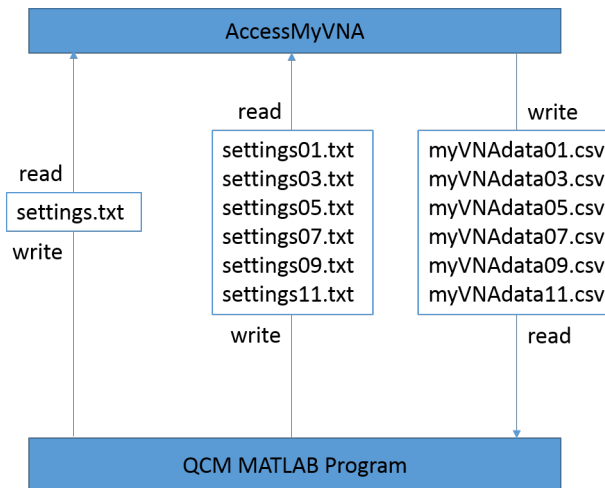 AccessMyVNA
read
settings.txt
write
read
settings01.txt
settings03.txt
settings05.txt
settings07.txt
settings09.txt
settings11.txt
write
write
myVNAdata01.csv
myVNAdata03.csv
myVNAdata05.csv
myVNAdata07.csv
myVNAdata09.csv
myVNAdata11.csv
read
QCM MATLAB Program